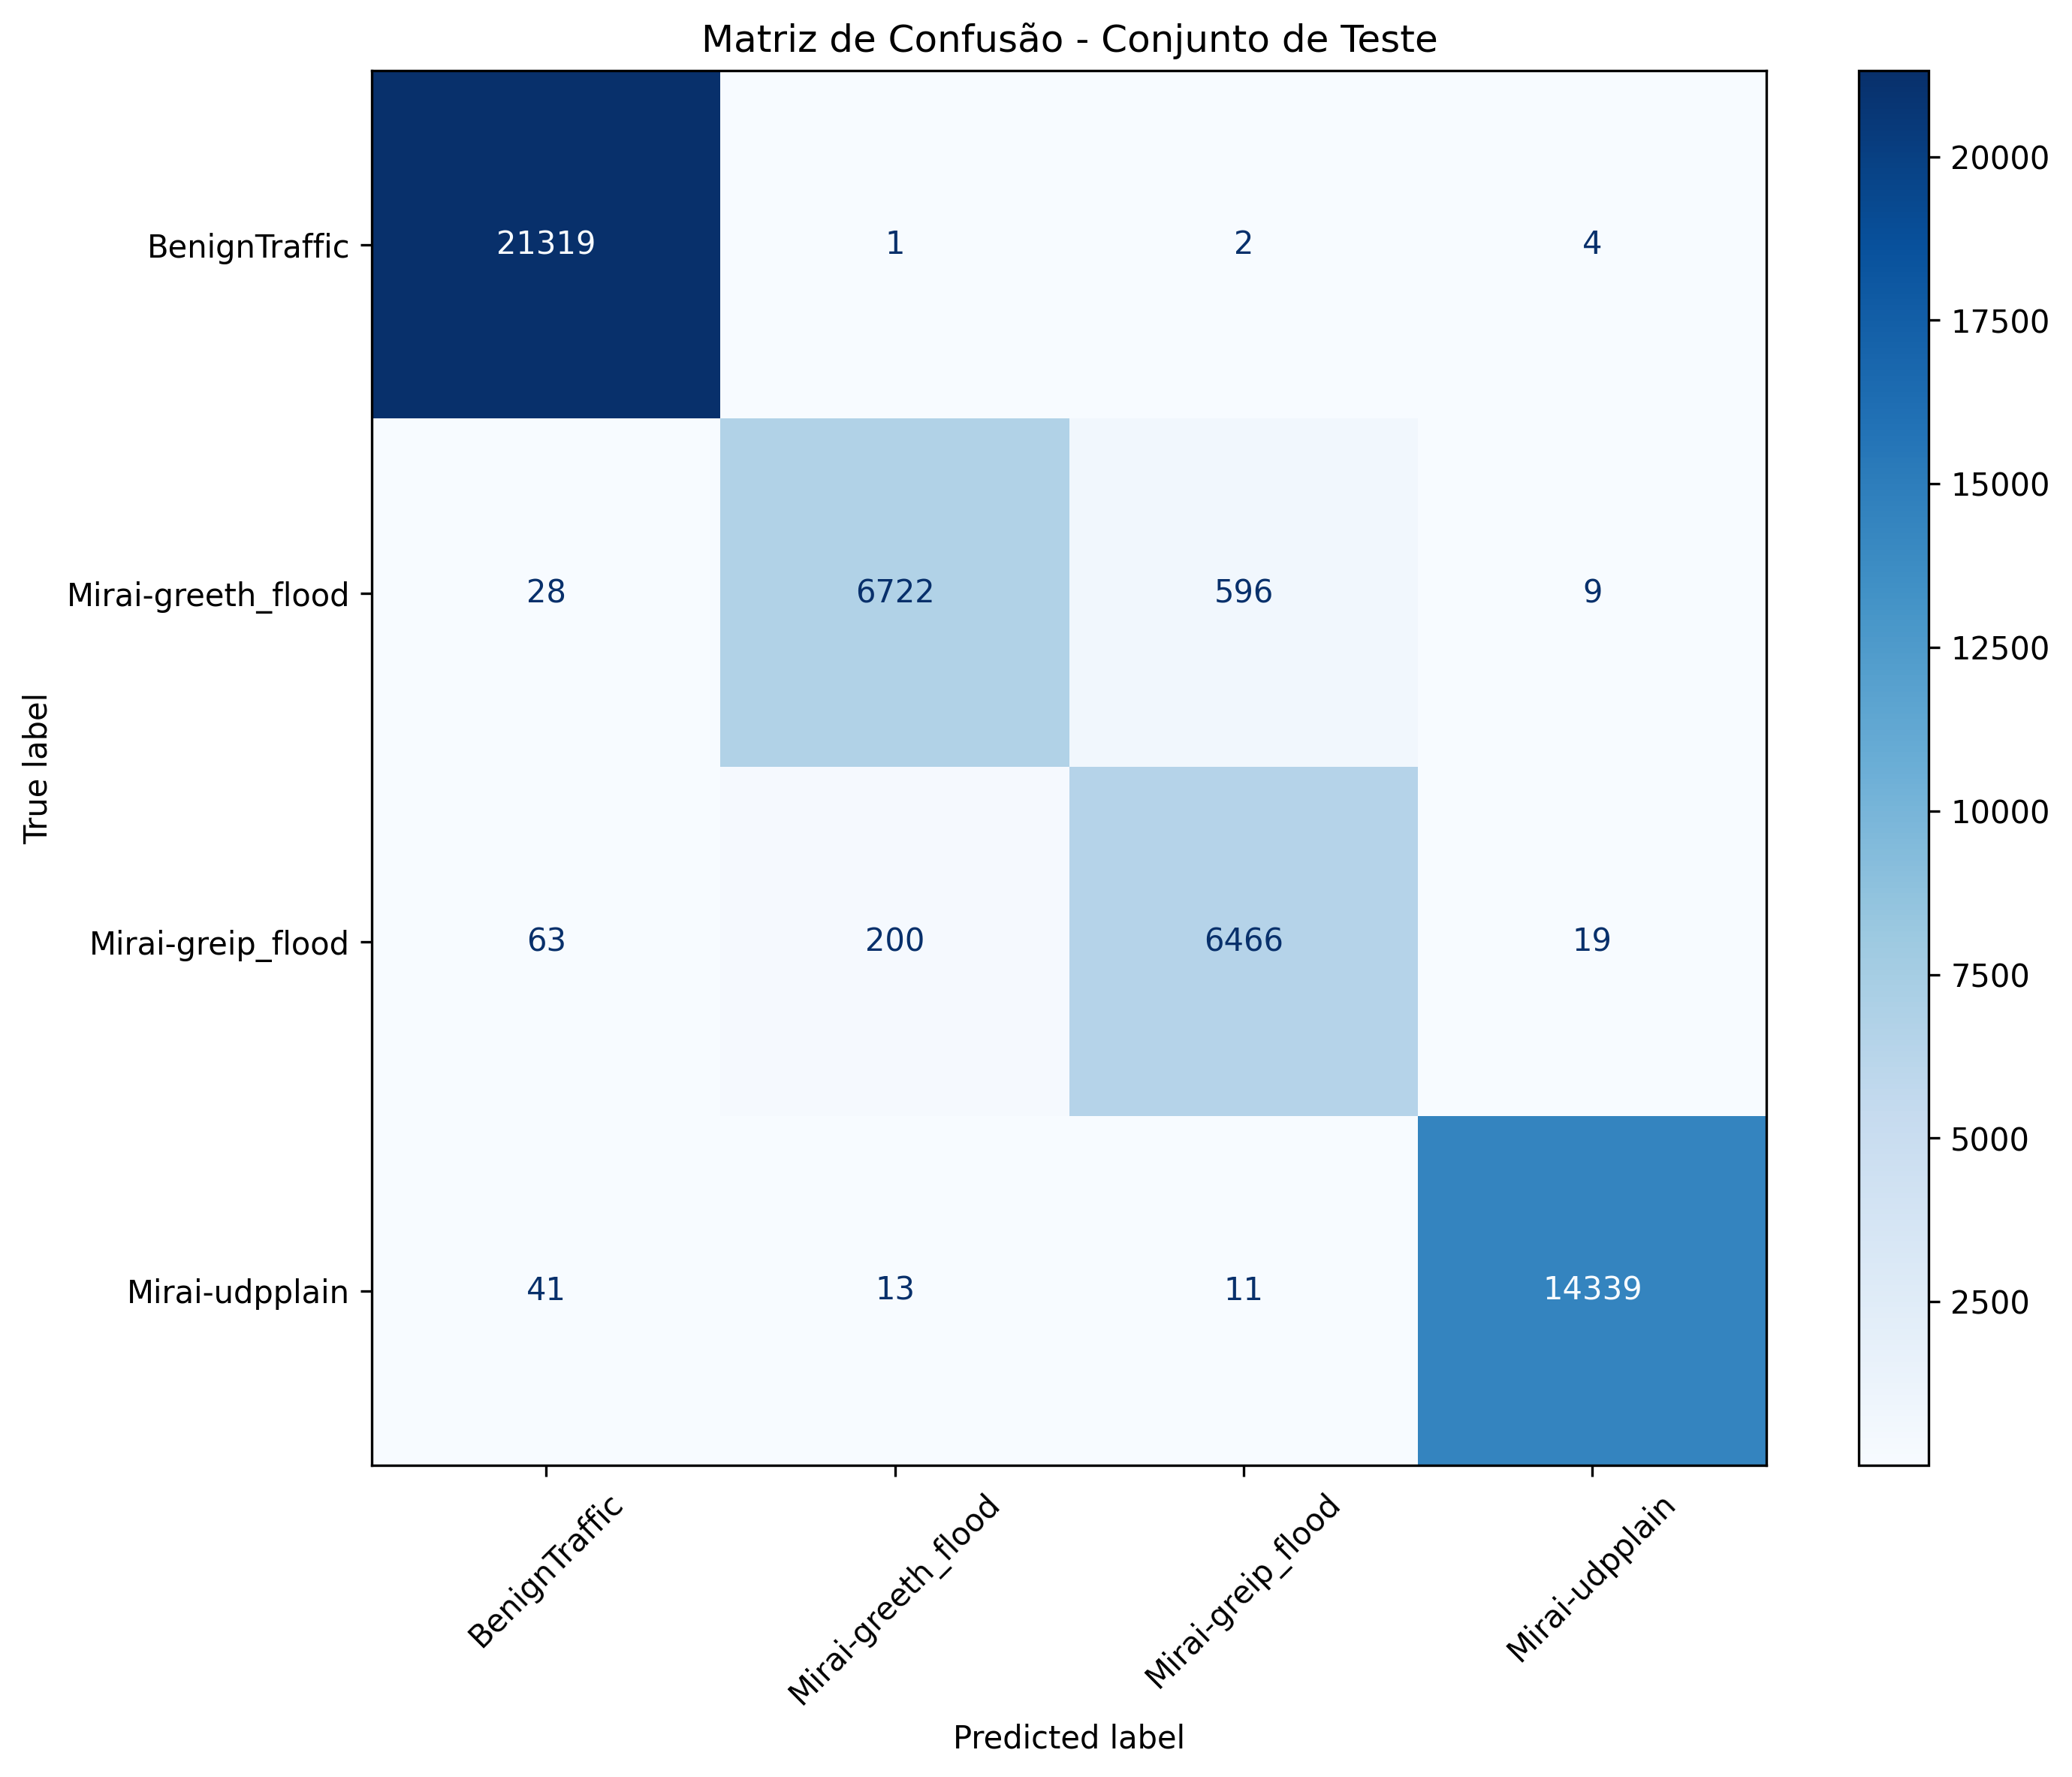 Matriz de Confusão - Conjunto de Teste
True label
BenignTraffic 21319 1 2 4
Mirai-greeth_flood 28 6722 596 9
Mirai-greip_flood 63 200 6466 19
Mirai-udpplain 41 13 11 14339
BenignTraffic Mirai-greeth_flood Mirai-greip_flood Mirai-udpplain
Predicted label
20000
17500
15000
12500
10000
7500
5000
2500